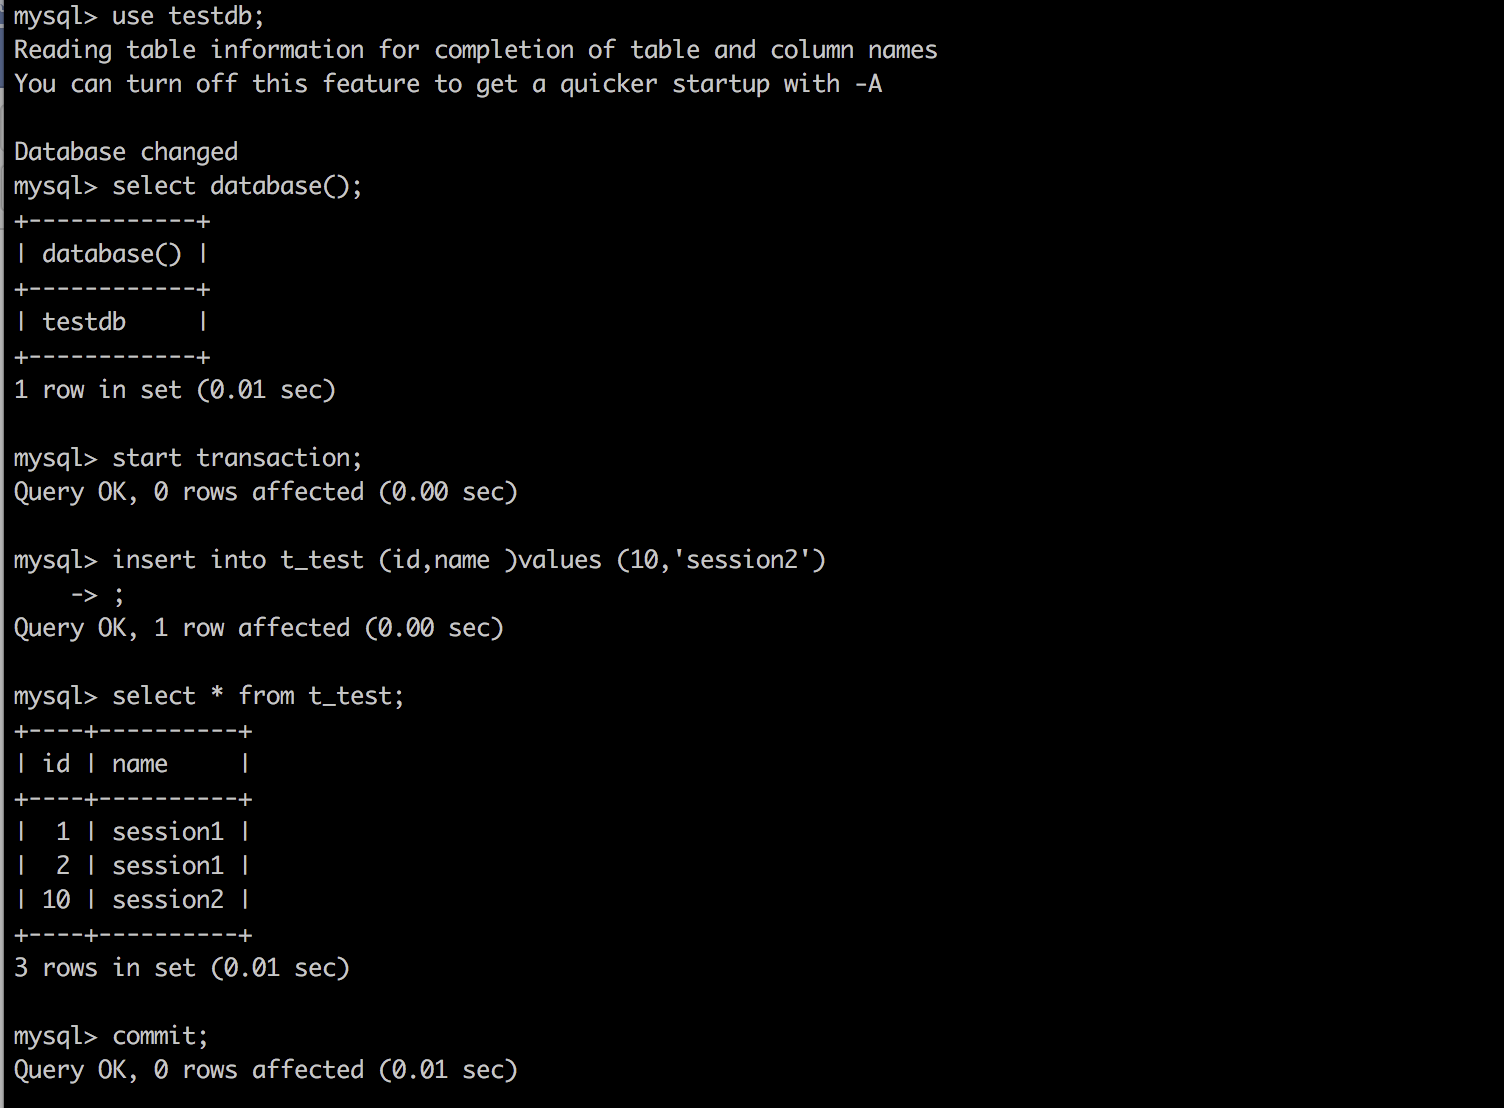 mysql> use testdb;
Reading table information for completion of table and column names
You can turn off this feature to get a quicker startup with -A

Database changed
mysql> select database();
+------------+
| database() |
+------------+
| testdb     |
+------------+
1 row in set (0.01 sec)

mysql> start transaction;
Query OK, 0 rows affected (0.00 sec)

mysql> insert into t_test (id,name )values (10,'session2')
    -> ;
Query OK, 1 row affected (0.00 sec)

mysql> select * from t_test;
+----+----------+
| id | name     |
+----+----------+
|  1 | session1 |
|  2 | session1 |
| 10 | session2 |
+----+----------+
3 rows in set (0.01 sec)

mysql> commit;
Query OK, 0 rows affected (0.01 sec)